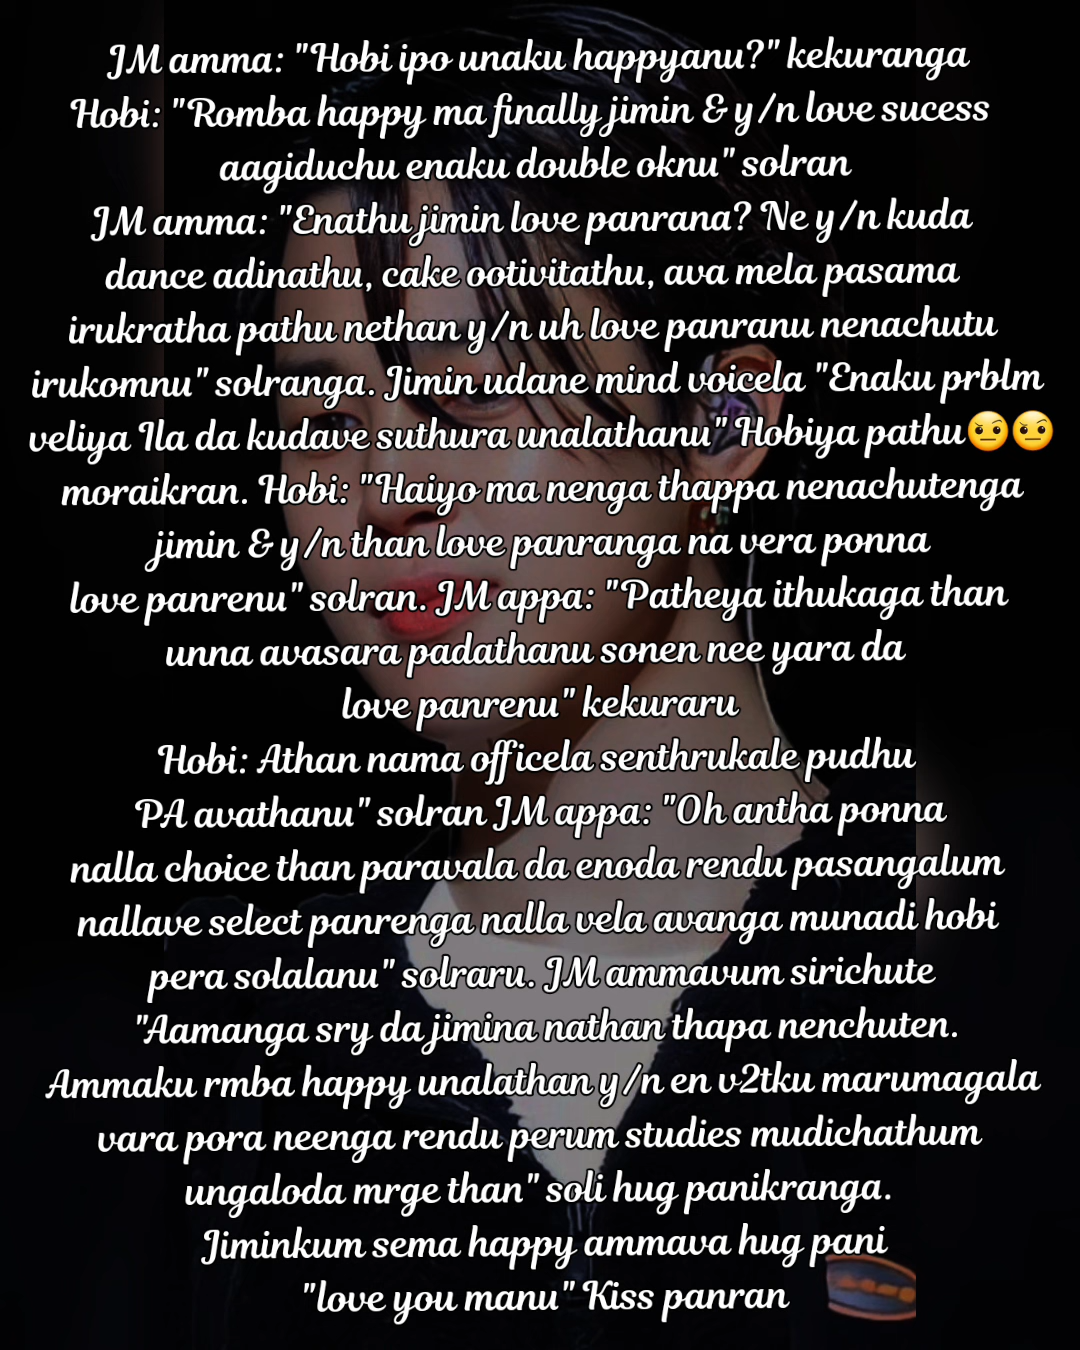 JM amma: "Hobi ipo unaku happyanu?" kekuranga
Hobi: "Romba happy ma finally jimin & y/n love sucess
aagiduchu enaku double oknu" solran
JM amma: "Enathu jimin love panrana? Ne y/n kuda
dance adinathu, cake ootivitathu, ava mela pasama
irukratha pathu nethan y/n uh love panranu nenachutu
irukomnu" solranga. Jimin udane mind voicela "Enaku prblm
veliya Ila da kudave suthura unalathanu" Hobiya pathu🤨🤨
moraikran. Hobi: "Haiyo ma nenga thappa nenachutenga
jimin & y/n than love panranga na vera ponna
love panrenu" solran. JM appa: "Patheya ithukaga than
unna avasara padathanu sonen nee yara da
love panrenu" kekuraru
Hobi: Athan nama officela senthrukale pudhu
PA avathanu" solran JM appa: "Oh antha ponna
nalla choice than paravala da enoda rendu pasangalum
nallave select panrenga nalla vela avanga munadi hobi
pera solalanu" solraru. JM ammavum sirichute
"Aamanga sry da jimina nathan thapa nenchuten.
Ammaku rmba happy unalathan y/n en v2tku marumagala
vara pora neenga rendu perum studies mudichathum
ungaloda mrge than" soli hug panikranga.
Jiminkum sema happy ammava hug pani
"love you manu" Kiss panran